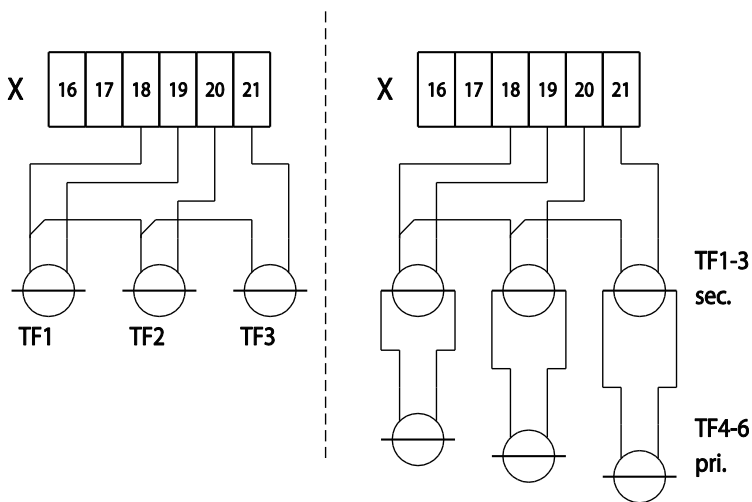 X 16 17 18 19 20 21
TF1 TF2 TF3
X 16 17 18 19 20 21
TF1-3
sec.
TF4-6
pri.